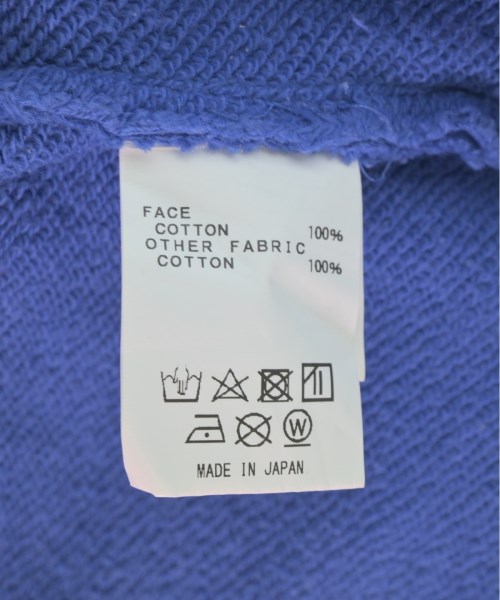 FACE
COTTON 100%
OTHER FABRIC
COTTON 100%
W
MADE IN JAPAN